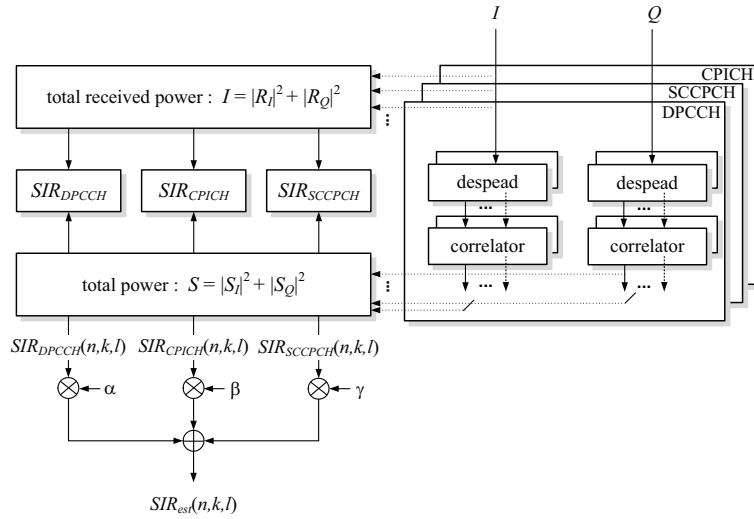 I Q
CPICH
SCCPCH
DPCCH
total received power : I = |R_I|^2 + |R_Q|^2
...
SIR_DPCCH SIR_CPICH SIR_SCCPCH
despead despead
... ...
correlator correlator
total power : S = |S_I|^2 + |S_Q|^2
...
... ...
SIR_DPCCH(n,k,l) SIR_CPICH(n,k,l) SIR_SCCPCH(n,k,l)
α β γ
SIR_est(n,k,l)